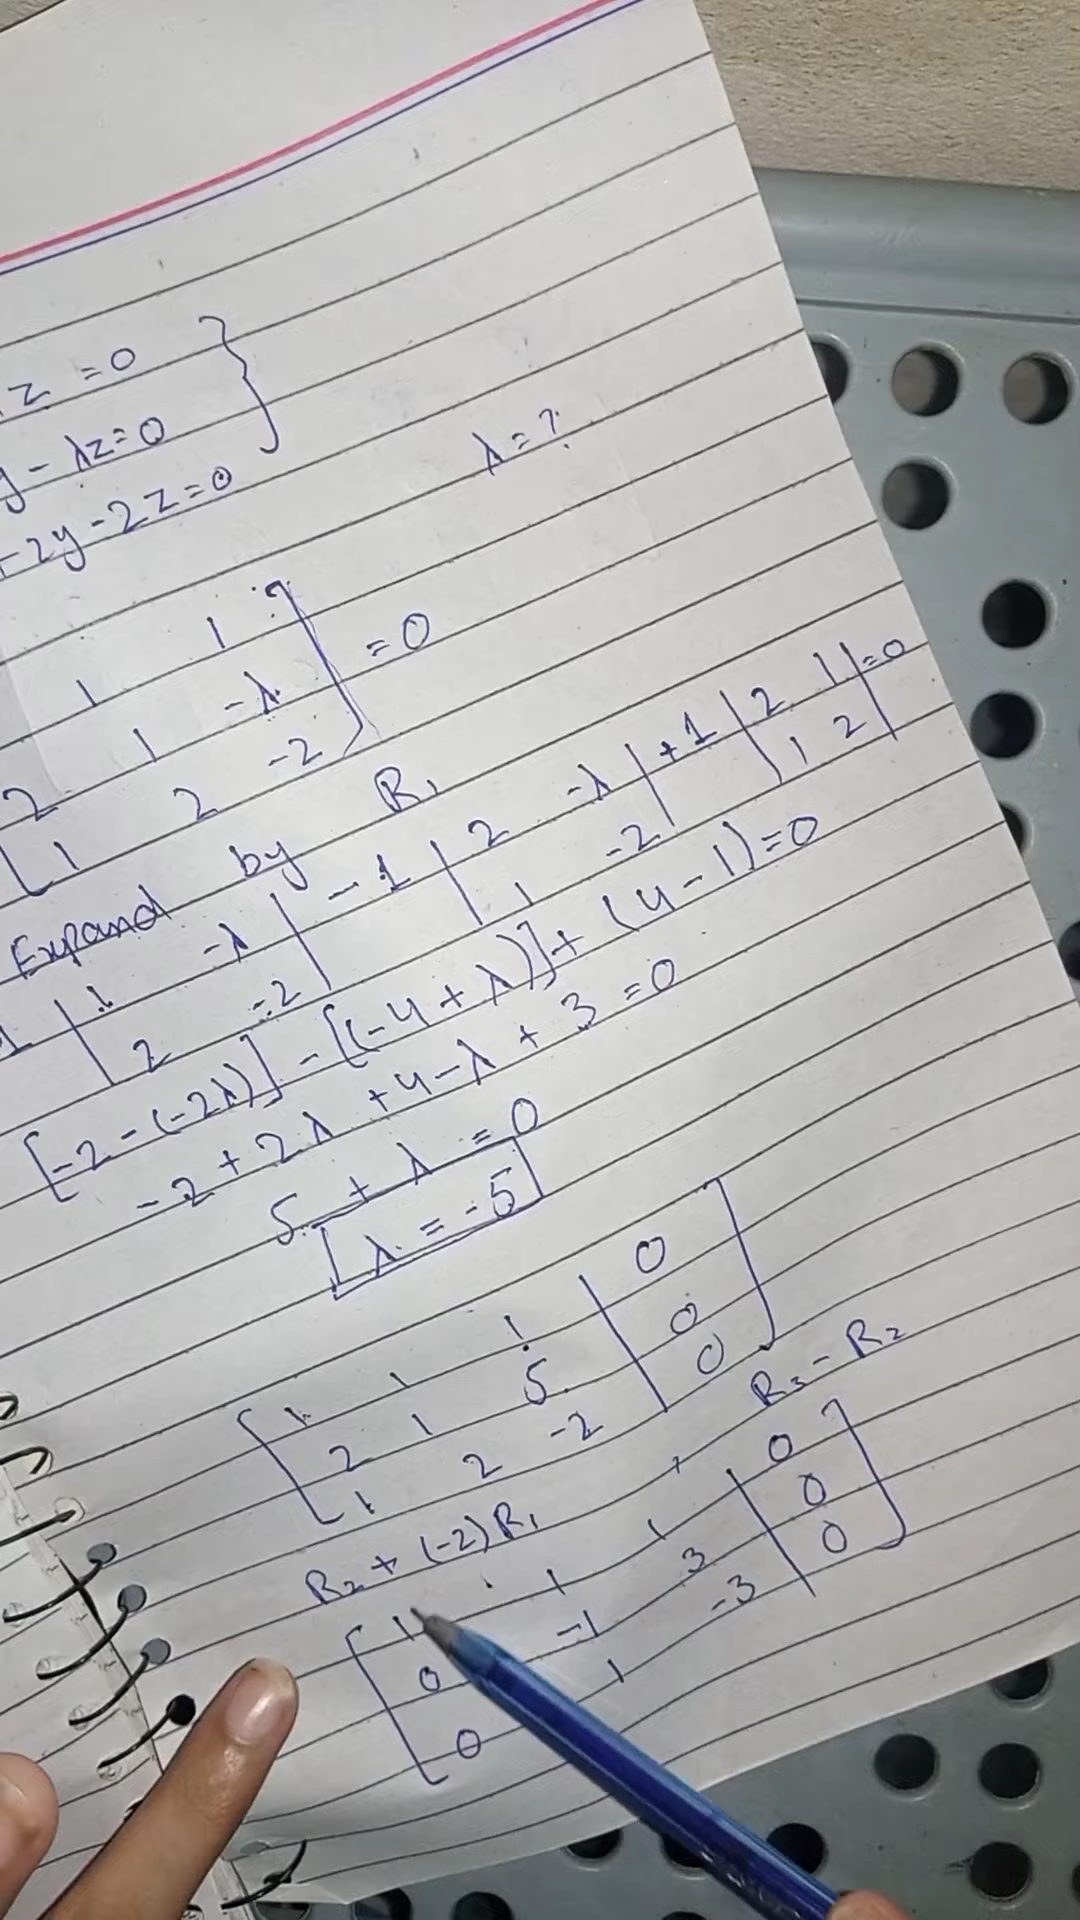 z = 0
y - λz = 0
+ 2y - 2z = 0
λ = ?
1 1
2 1 -λ = 0
1 2 -2
Expand by R₁
1 | 1 -λ | - 1 | 2 -λ | + 1 | 2 1 | = 0
2 -2 | 1 -2 | 1 2 |
[-2 - (-2λ)] - [(-4 + λ)] + (4 - 1) = 0
-2 + 2λ + 4 - λ + 3 = 0
5 + λ = 0
λ = -5
[ 1 1 1 | 0 ]
[ 2 1 5 | 0 ]
[ 1 2 -2 | 0 ]
R₂ + (-2)R₁, R₃ - R₂
[ 1 1 1 | 0 ]
[ 0 -1 3 | 0 ]
[ 0 1 -3 | 0 ]